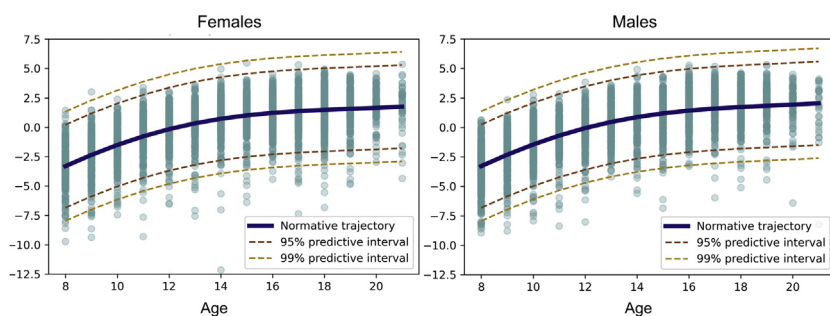 Females
7.5
5.0
2.5
0.0
−2.5
−5.0
−7.5
−10.0
−12.5
Normative trajectory
95% predictive interval
99% predictive interval
8 10 12 14 16 18 20
Age
Males
7.5
5.0
2.5
0.0
−2.5
−5.0
−7.5
−10.0
−12.5
Normative trajectory
95% predictive interval
99% predictive interval
8 10 12 14 16 18 20
Age